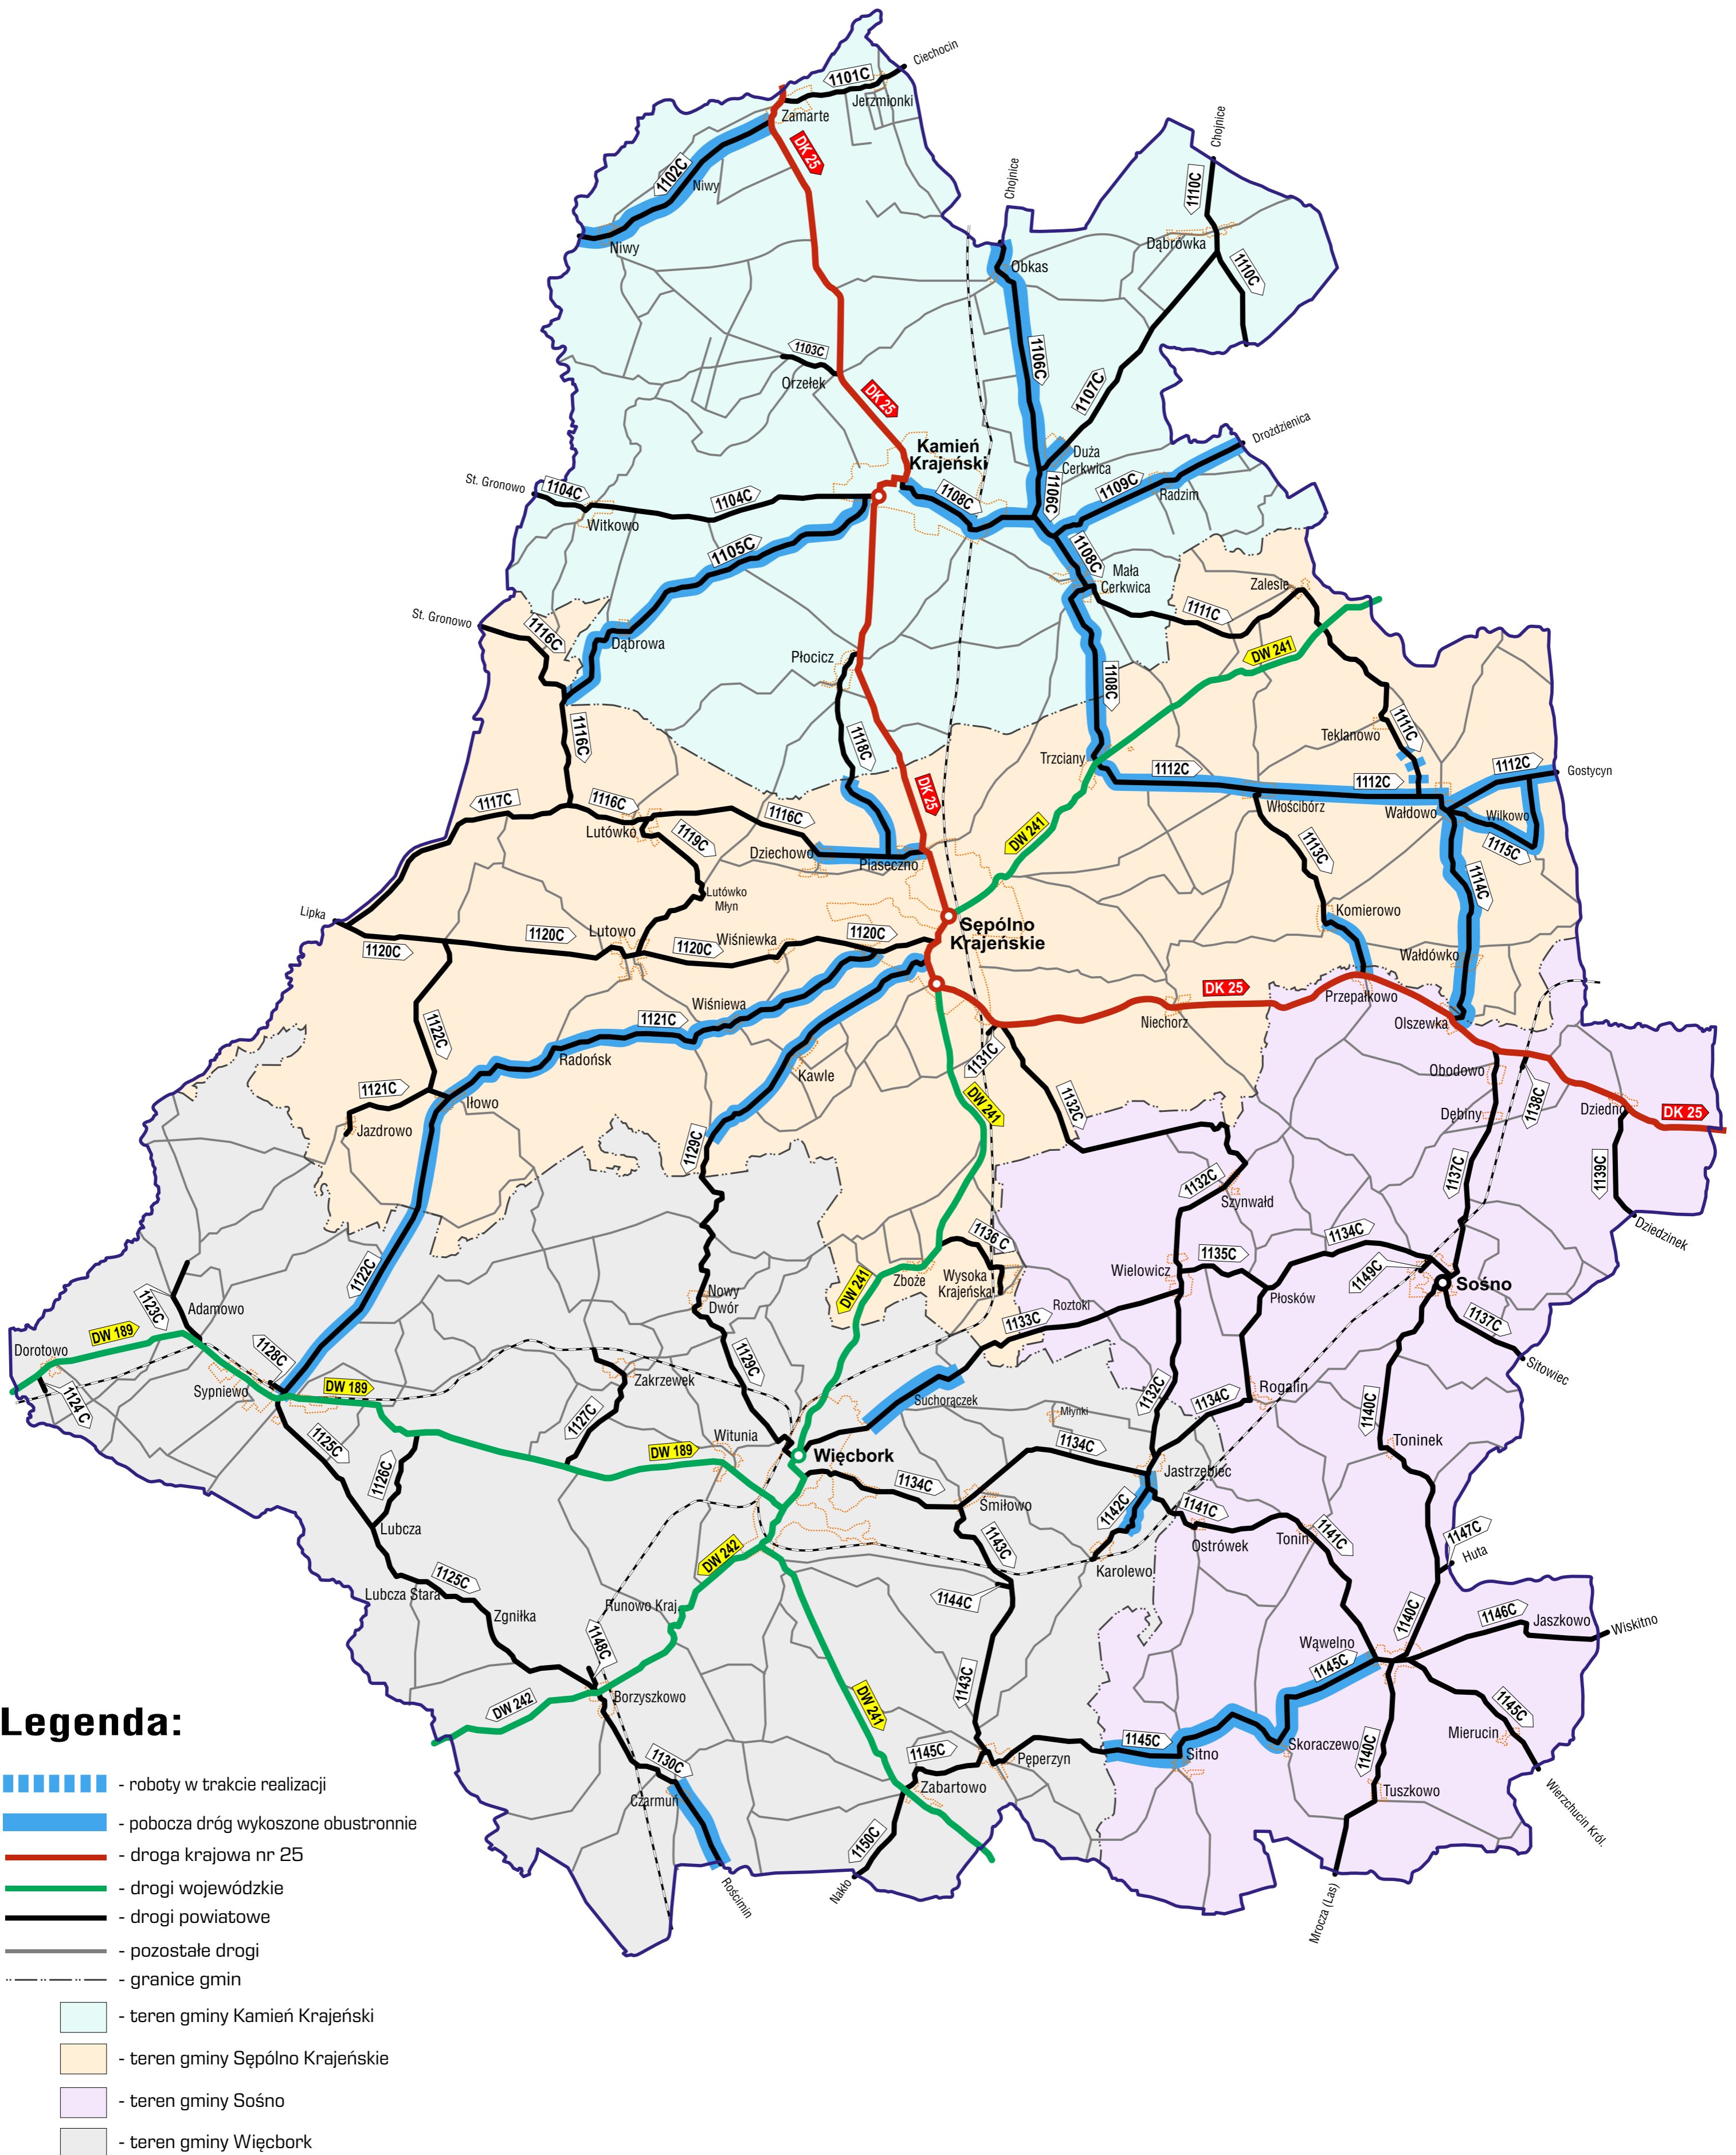 Ciechocin
1101C
Jerzmionki
Zamarte
DK 25
1102C
Niwy
Niwy
Chojnice
Chojnice
1110C
Dąbrówka
1110C
Obkas
1106C
1103C
Orzełek
DK 25
1107C
Kamień
Krajeński
Duża
Cerkwica
Drożdzienica
1109C
Radzim
St. Gronowo
1104C
1104C
Witkowo
1108C
1106C
1105C
1108C
Mała
Cerkwica
Zalesie
1111C
St. Gronowo
1116C
Dąbrowa
Płocicz
DW 241
1108C
1116C
1118C
Teklanowo
1111C
Trzciany
1112C
1112C
1112C
Gostycyn
DK 25
1117C
1116C
Lutówko
1116C
1119C
Dziechowo
Piaseczno
DW 241
Włościbórz
Wałdowo
Wilkowo
1115C
1113C
1114C
Lutówko
Młyn
Lipka
Komierowo
1120C
1120C
Lutowo
1120C
Wiśniewka
1120C
Sępólno
Krajeńskie
Wałdówko
DK 25
Przepałkowo
Niechorz
Olszewka
Wiśniewa
1121C
1122C
Radońsk
Kawle
1131C
1121C
Iłowo
Jazdrowo
DW 241
1132C
Obodowo
Dębiny
1138C
Dziedno
DK 25
1129C
1132C
Szynwałd
1137C
1139C
Dziedzinek
1136 C
1134C
1135C
Wielowicz
1149C
Sośno
Płosków
1122C
DW 241
Zboże
Wysoka
Krajeńska
Nowy
Dwór
Roztoki
1133C
1137C
Sitowiec
1123C
Adamowo
DW 189
Dorotowo
1128C
1124 C
Sypniewo
DW 189
1129C
Zakrzewek
1127C
Suchorączek
Młynki
1132C
1134C
Rogalin
1140C
Toninek
1125C
1126C
Witunia
DW 189
Więcbork
1134C
1134C
Jastrzębiec
Śmiłowo
1142C
1141C
Ostrówek
Tonin
1141C
1147C
Huta
Lubcza
1143C
Karolewo
DW 242
1144C
Lubcza Stara
1125C
Zgniłka
Runowo Kraj.
1148C
1140C
1146C
Jaszkowo
Wiskitno
Wąwelno
1145C
1143C
Borzyszkowo
DW 242
DW 241
1145C
Mierucin
1130C
1145C
Pęperzyn
1145C
Sitno
Skoraczewo
1140C
Czarmuń
Zabartowo
Tuszkowo
Wierzchucin Król.
1150C
Nakło
Rościmin
Mrocza (Las)
Legenda:
- roboty w trakcie realizacji
- pobocza dróg wykoszone obustronnie
- droga krajowa nr 25
- drogi wojewódzkie
- drogi powiatowe
- pozostałe drogi
- granice gmin
- teren gminy Kamień Krajeński
- teren gminy Sępólno Krajeńskie
- teren gminy Sośno
- teren gminy Więcbork